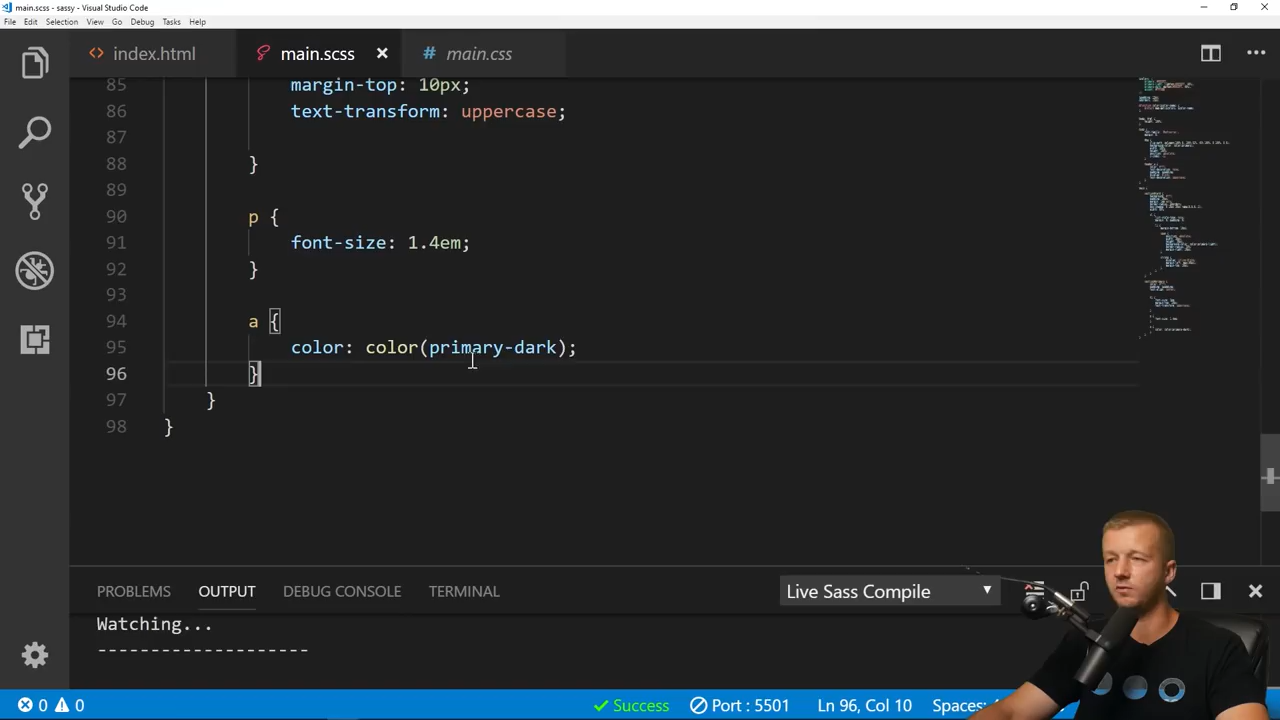 main.scss - sassy - Visual Studio Code
File Edit Selection View Go Debug Tasks Help
index.html
main.scss
main.css
85 margin-top: 10px;
86 text-transform: uppercase;
87
88 }
89
90 p {
91 font-size: 1.4em;
92 }
93
94 a {
95 color: color(primary-dark);
96 }
97 }
98 }
PROBLEMS OUTPUT DEBUG CONSOLE TERMINAL Live Sass Compile
Watching...
--------------------
0 0 Success Port : 5501 Ln 96, Col 10 Spaces: